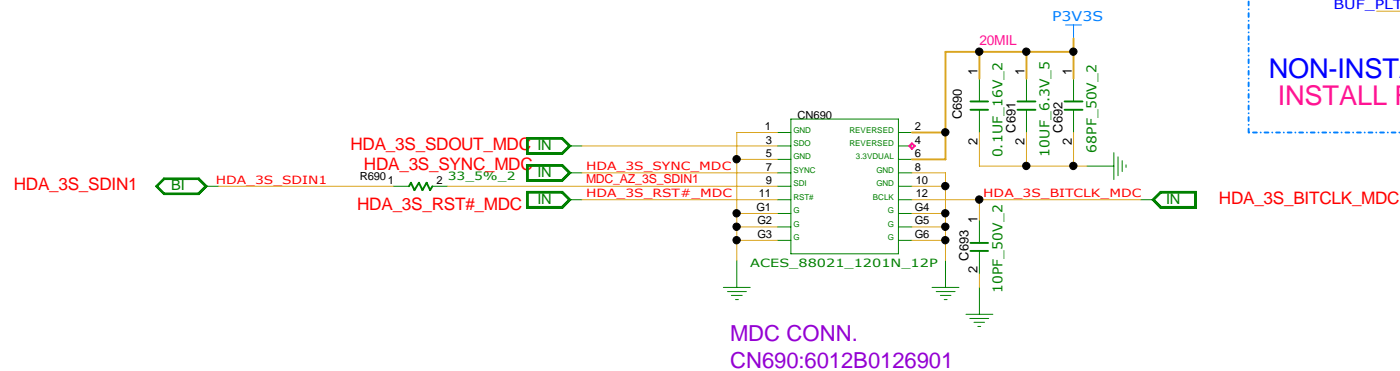 BUF_PLT
P3V3S
20MIL
NON-INST
INSTALL
C690
1
2
0.1UF_16V_2
C691
1
2
10UF_6.3V_5
C692
1
2
68PF_50V_2
CN690
HDA_3S_SDOUT_MDC IN
HDA_3S_SYNC_MDC IN HDA_3S_SYNC_MDC
HDA_3S_SDIN1 BI HDA_3S_SDIN1 R690 1 2 33_5%_2 MDC_AZ_3S_SDIN1
HDA_3S_RST#_MDC IN HDA_3S_RST#_MDC
1 GND REVERSED 2
3 SDO REVERSED 4
5 GND 3.3VDUAL 6
7 SYNC GND 8
9 SDI GND 10
11 RST# BCLK 12
G1 G G G4
G2 G G G5
G3 G G G6
HDA_3S_BITCLK_MDC IN HDA_3S_BITCLK_MDC
C693
1
2
10PF_50V_2
ACES_88021_1201N_12P
MDC CONN.
CN690:6012B0126901